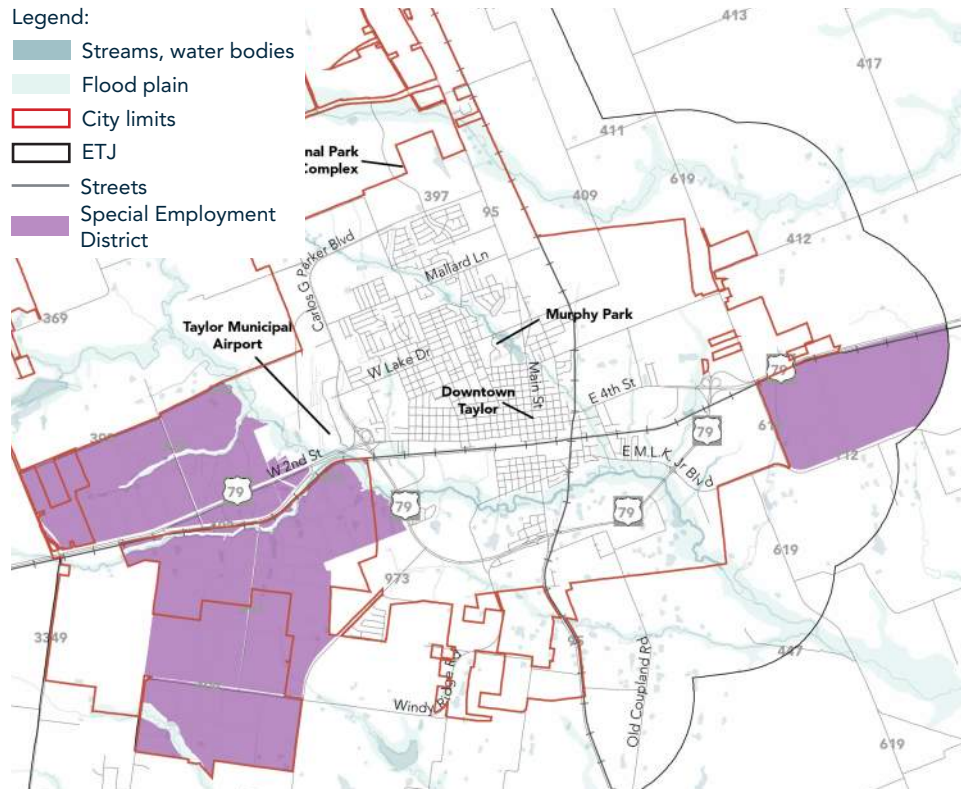 Legend:
Streams, water bodies
Flood plain
City limits
ETJ
Streets
Special Employment
District
413
417
411
nal Park
Complex
619
409
397
95
412
Carlos G Parker Blvd
Mallard Ln
369
Taylor Municipal
Airport
Murphy Park
W Lake Dr
Main St
79
Downtown
Taylor
E 4th St
79
E M.L.K. Jr Blvd
W 2nd St
79
79
79
619
973
3349
447
Windy Ridge Rd
Old Coupland Rd
619